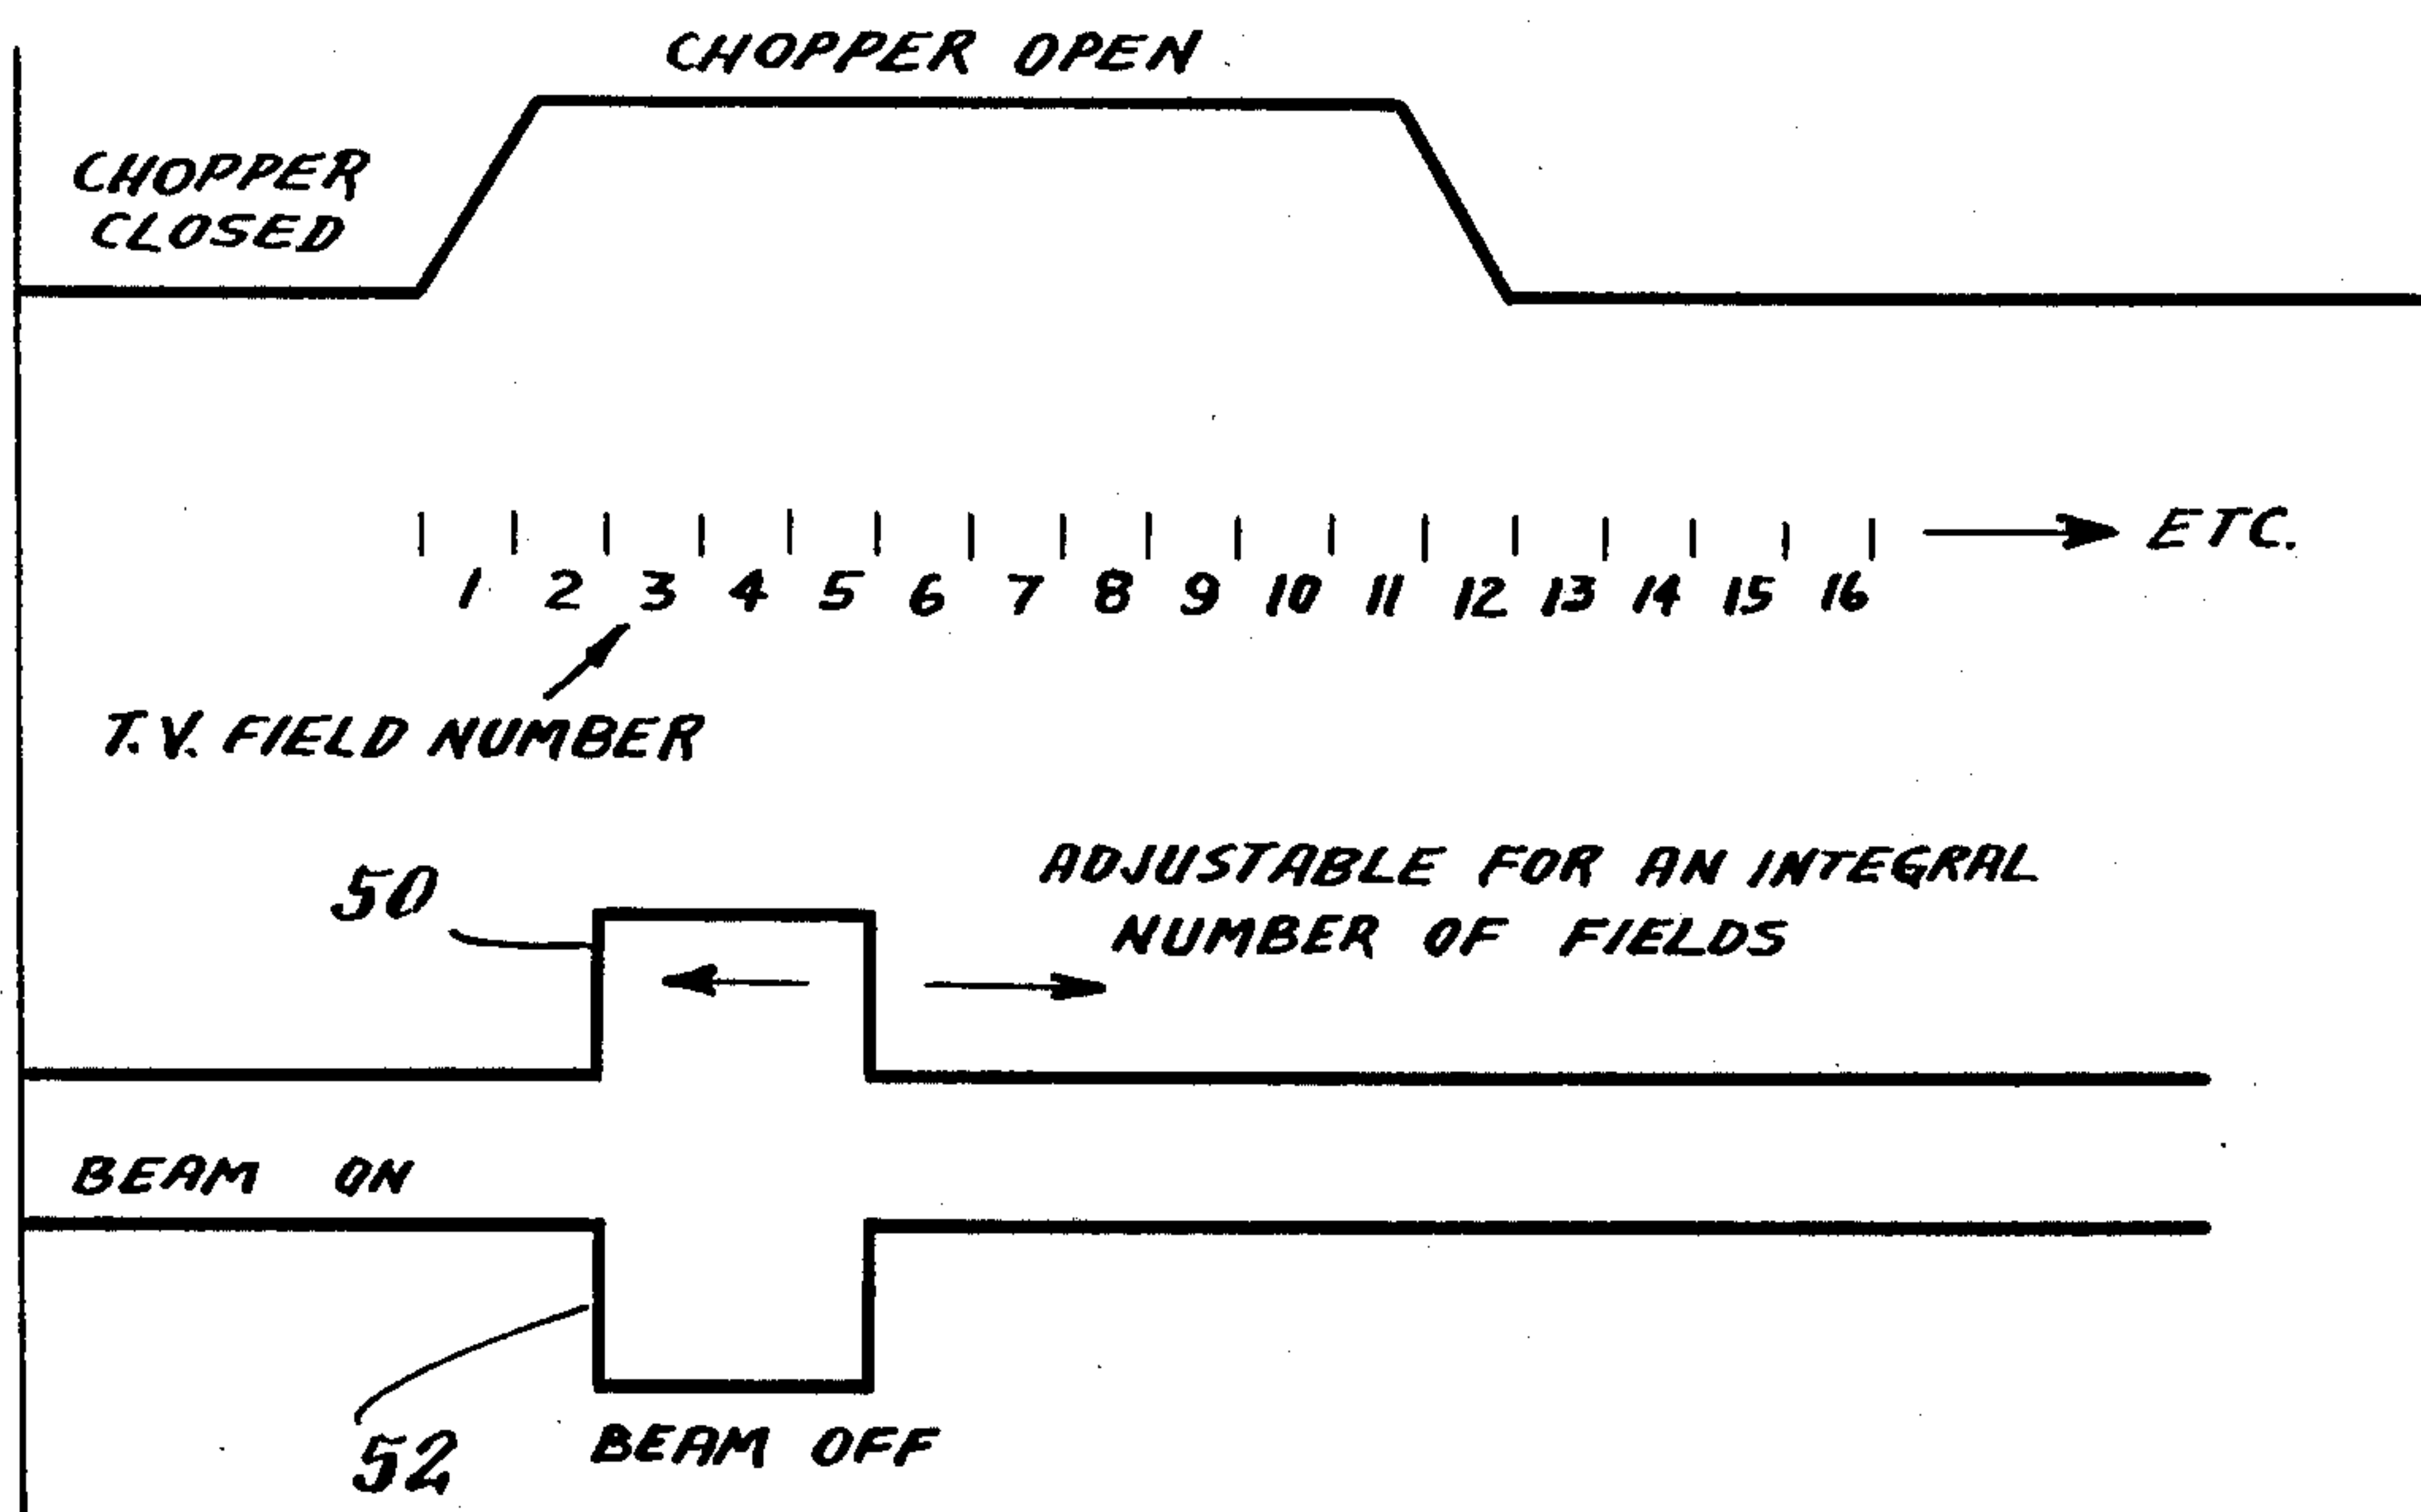 CHOPPER OPEN
CHOPPER
CLOSED
ETC.
1 2 3 4 5 6 7 8 9 10 11 12 13 14 15 16
T.V. FIELD NUMBER
50
ADJUSTABLE FOR AN INTEGRAL
NUMBER OF FIELDS
BEAM ON
52
BEAM OFF